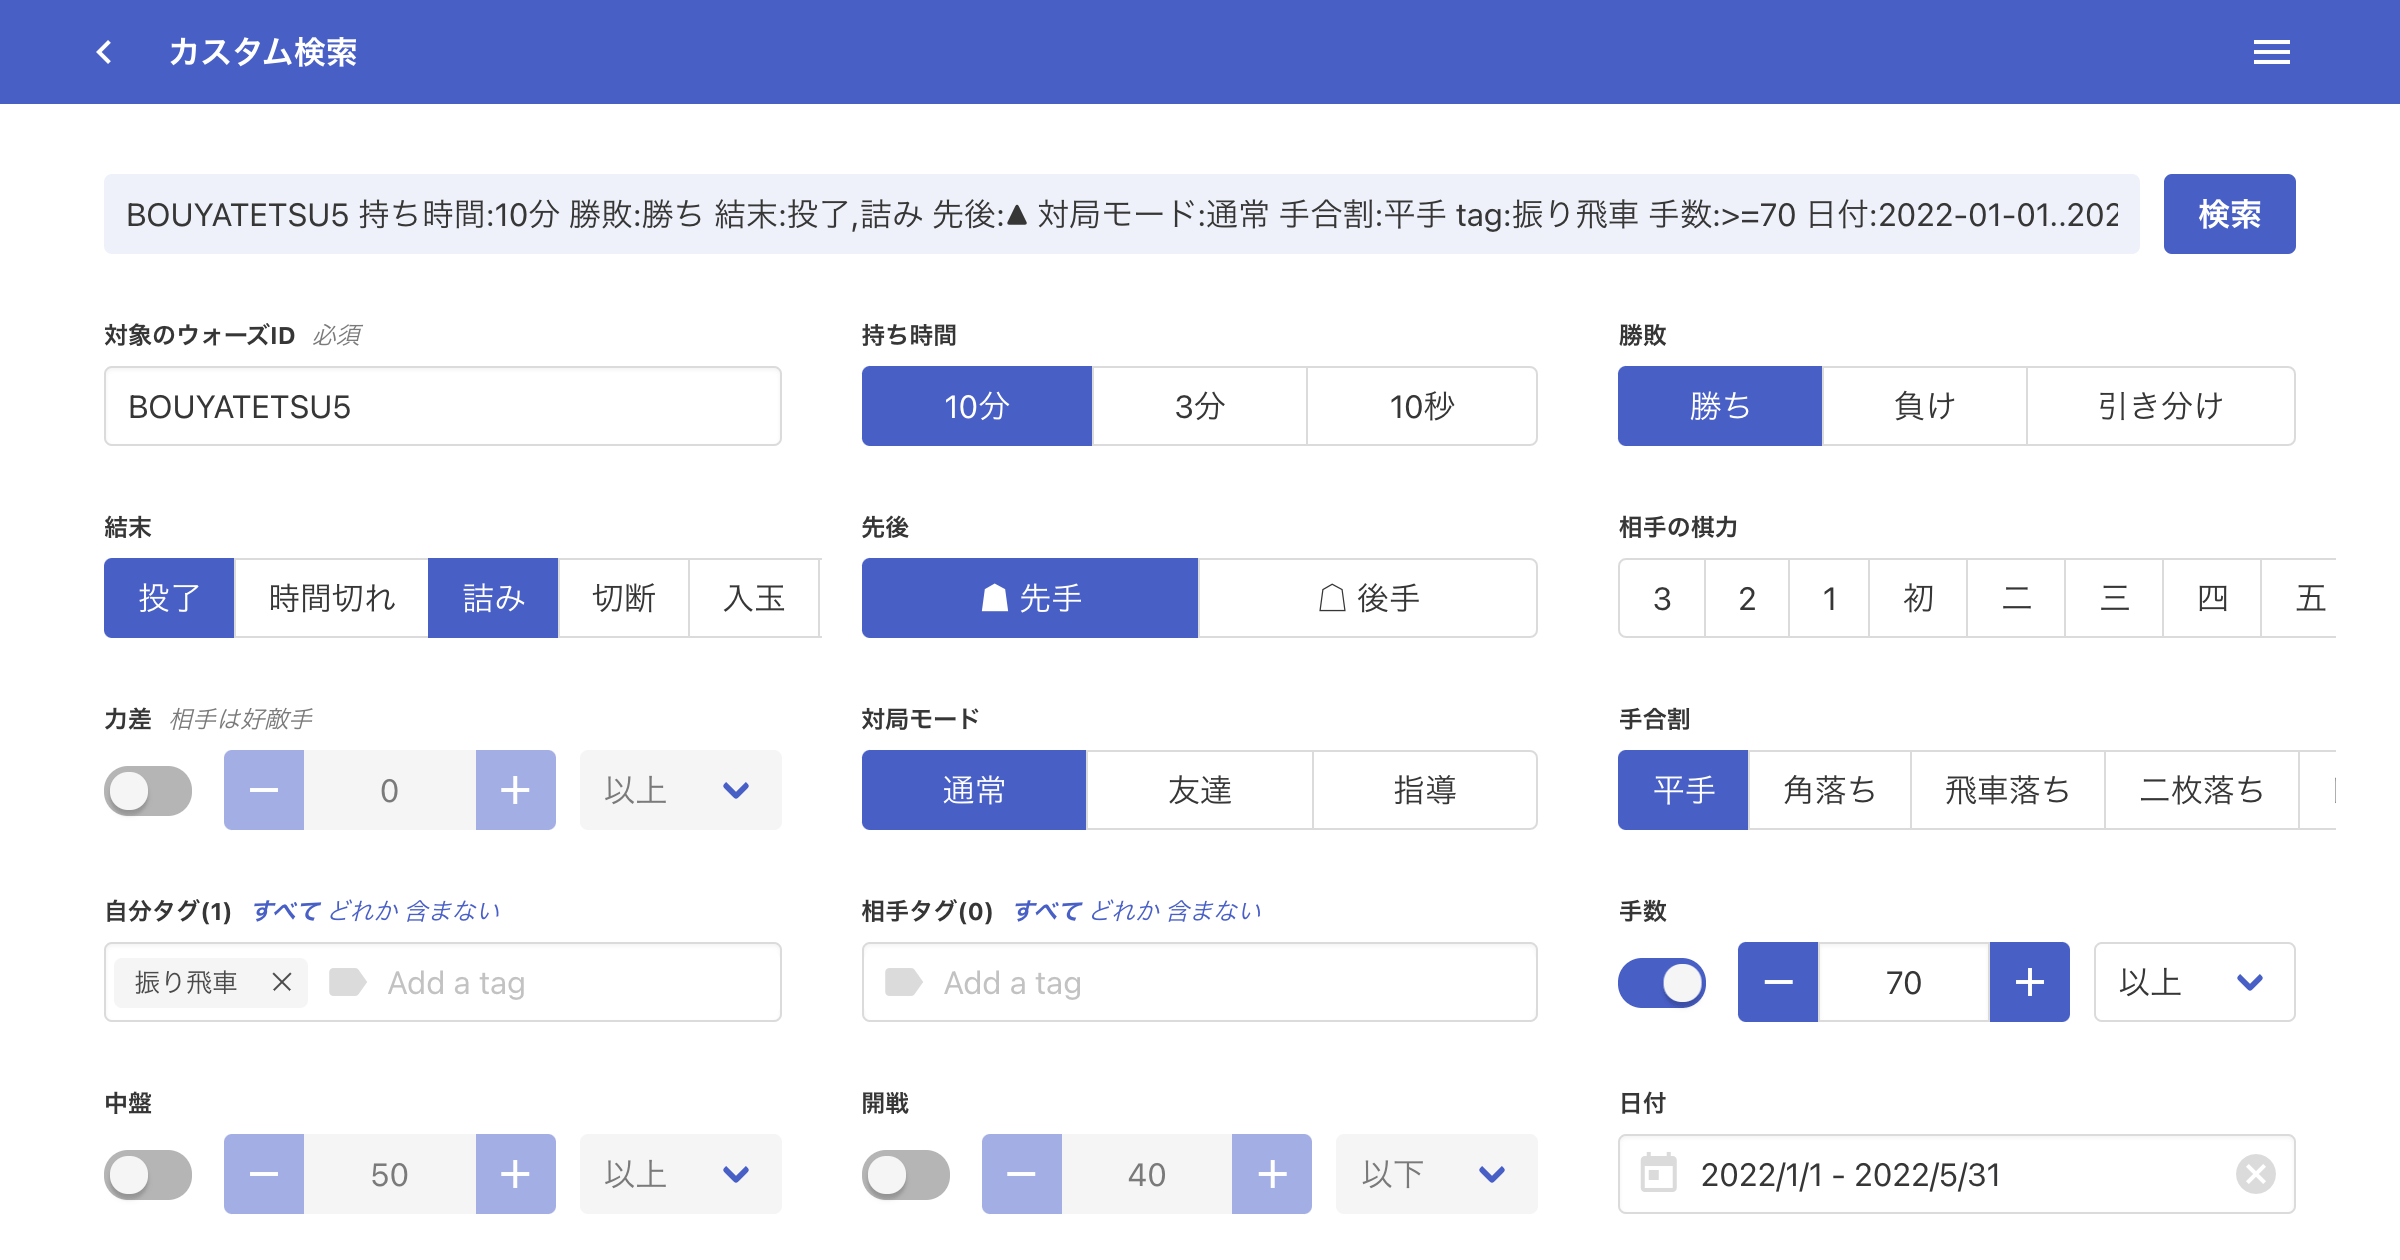 カスタム検索
BOUYATETSU5 持ち時間:10分 勝敗:勝ち 結末:投了,詰み 先後:▲ 対局モード:通常 手合割:平手 tag:振り飛車 手数:>=70 日付:2022-01-01..202
検索
対象のウォーズID 必須
持ち時間
勝敗
BOUYATETSU5
10分 3分 10秒
勝ち 負け 引き分け
結末
先後
相手の棋力
投了 時間切れ 詰み 切断 入玉
☗ 先手 ☖ 後手
3 2 1 初 二 三 四 五
力差 相手は好敵手
対局モード
手合割
0 以上
通常 友達 指導
平手 角落ち 飛車落ち 二枚落ち
自分タグ(1) すべて どれか 含まない
相手タグ(0) すべて どれか 含まない
手数
振り飛車 Add a tag
Add a tag
70 以上
中盤
開戦
日付
50 以上
40 以下
2022/1/1 - 2022/5/31